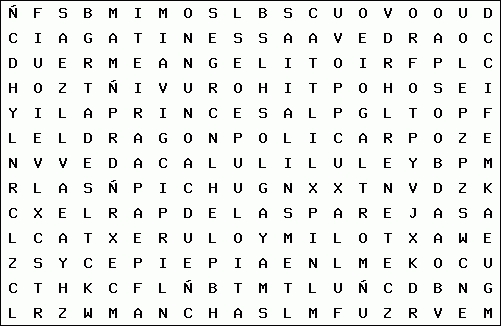 Ñ F S B M I M O S L B S C U O V O O U D
C I A G A T I N E S S A A V E D R A O C
D U E R M E A N G E L I T O I R F P L C
H O Z T Ñ I V U R O H I T P O H O S E I
Y I L A P R I N C E S A L P G L T O P F
L E L D R A G O N P O L I C A R P O Z E
N V V E D A C A L U L I L U L E Y B P M
R L A S Ñ P I C H U G N X X T N V D Z K
C X E L R A P D E L A S P A R E J A S A
L C A T X E R U L O Y M I L O T X A W E
Z S Y C E P I E P I A E N L M E K O C U
C T H K C F L Ñ B T M T L U Ñ C D B N G
L R Z W M A N C H A S L M F U Z R V E M